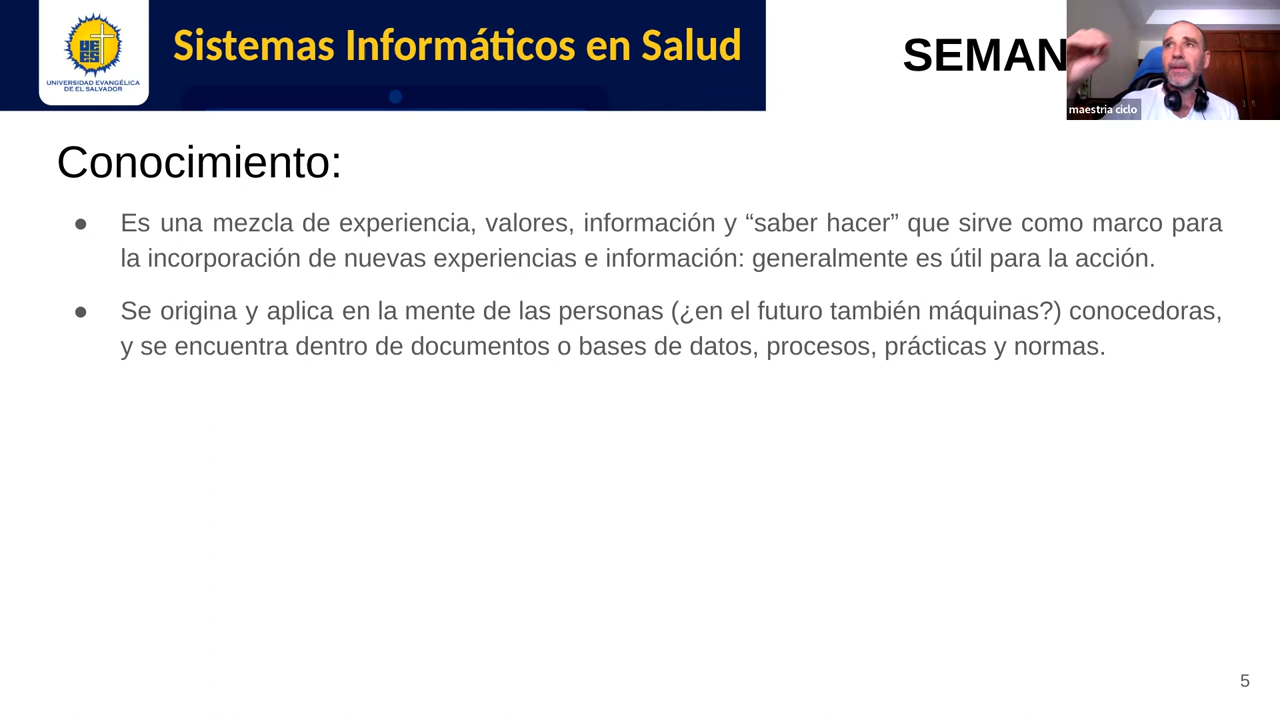 Sistemas Informáticos en Salud
UNIVERSIDAD EVANGÉLICA
DE EL SALVADOR
SEMAN
maestria ciclo
Conocimiento:
● Es una mezcla de experiencia, valores, información y “saber hacer” que sirve como marco para
la incorporación de nuevas experiencias e información: generalmente es útil para la acción.
● Se origina y aplica en la mente de las personas (¿en el futuro también máquinas?) conocedoras,
y se encuentra dentro de documentos o bases de datos, procesos, prácticas y normas.
5